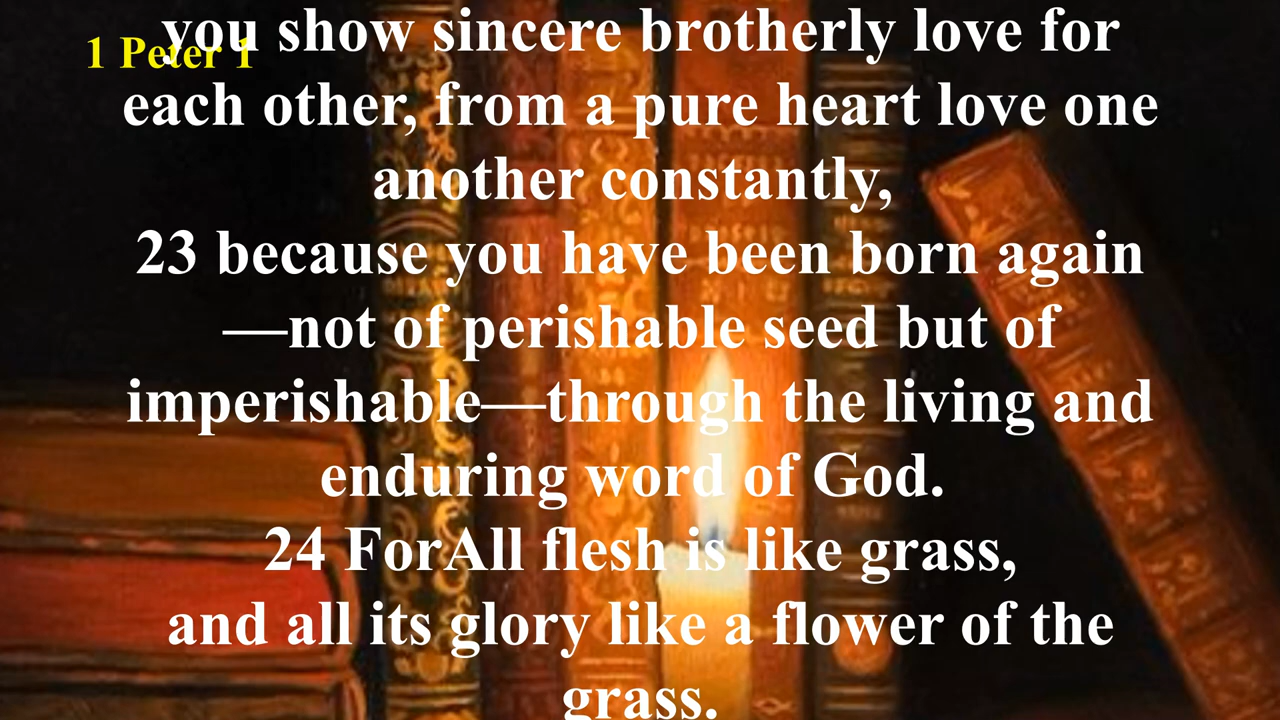 1 Peter 1
you show sincere brotherly love for
each other, from a pure heart love one
another constantly,
23 because you have been born again
—not of perishable seed but of
imperishable—through the living and
enduring word of God.
24 ForAll flesh is like grass,
and all its glory like a flower of the
grass.